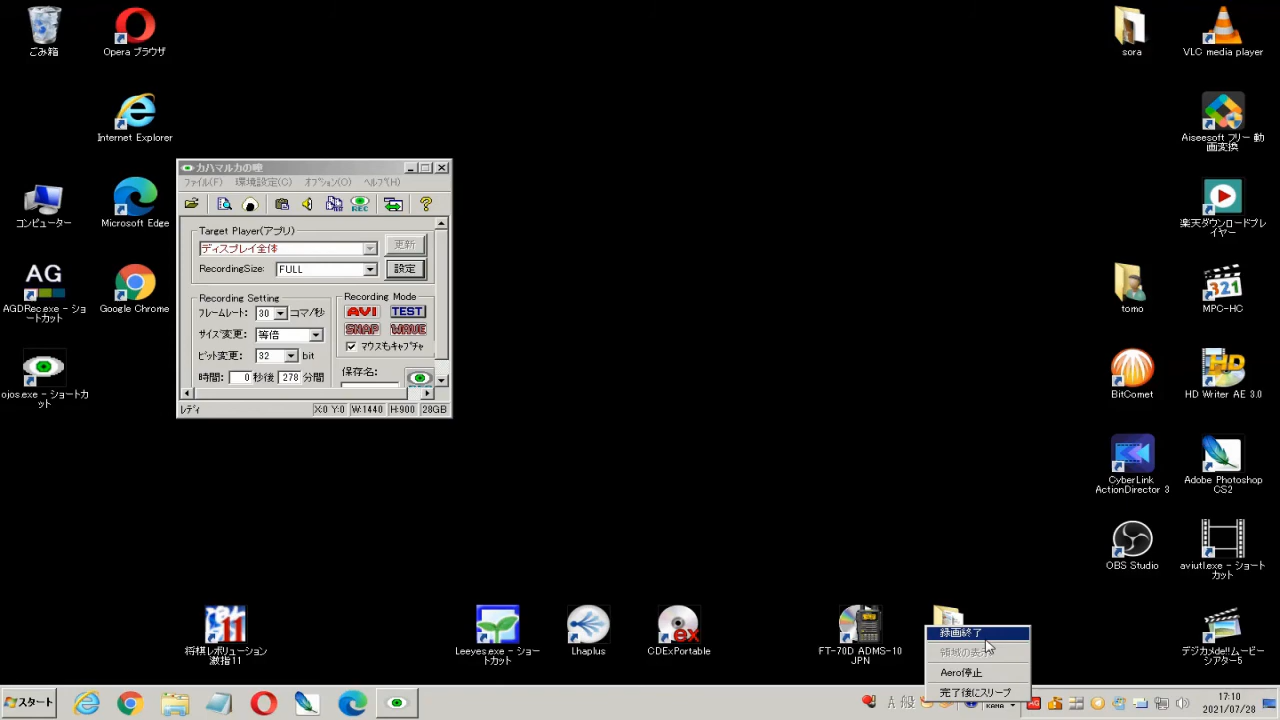 ごみ箱
Opera ブラウザ
sora
VLC media player
Internet Explorer
Aiseesoft フリー 動
画変換
コンピューター
Microsoft Edge
楽天ダウンロードプレ
イヤー
AG
AGDRec.exe - ショ
ートカット
Google Chrome
tomo
321
MPC-HC
ojos.exe - ショートカ
ット
BitComet
HD
HD Writer AE 3.0
カハマルカの瞳
ファイル(F) 環境設定(C) オプション(O) ヘルプ(H)
REC
Target Player(アプリ)
ディスプレイ全体
更新
RecordingSize:
FULL
設定
Recording Setting
フレームレート: 30 コマ/秒
サイズ変更: 等倍
ビット変更: 32 bit
時間: 0 秒後 278 分間
Recording Mode
AVI TEST
SNAP WAVE
マウスもキャプチャ
保存名:
レディ
X:0 Y:0 W:1440 H:900 28GB
CyberLink
ActionDirector 3
Adobe Photoshop
CS2
OBS Studio
aviutl.exe - ショート
カット
将棋レボリューション
激指11
Leeyes.exe - ショー
トカット
Lhaplus
ex
CDExPortable
FT-70D ADMS-10
JPN
デジカメde!!ムービー
シアター5
録画終了
領域の表示
Aero停止
完了後にスリープ
スタート
A 般
KANA
17:10
2021/07/28